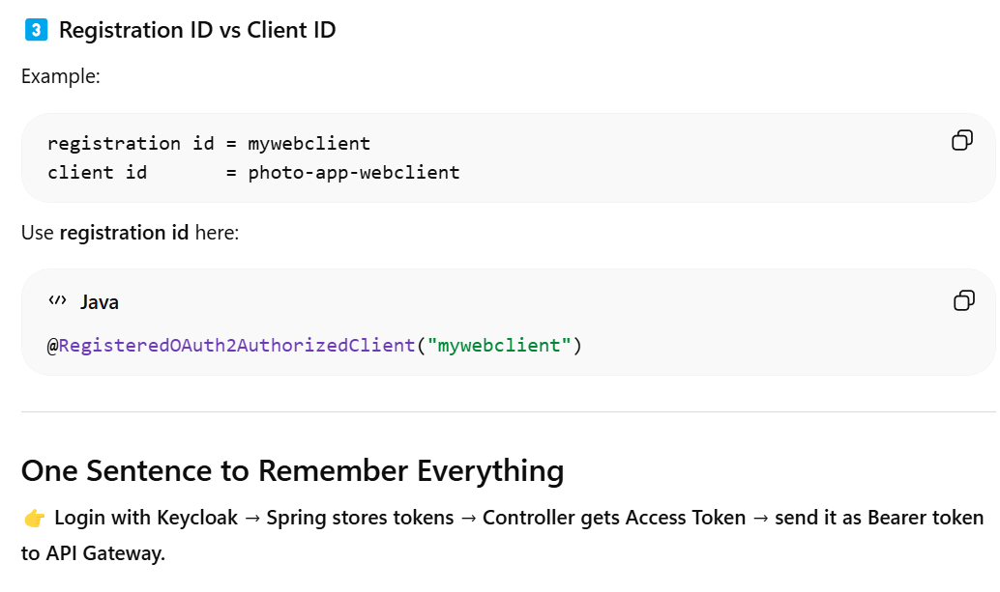 3️⃣ Registration ID vs Client ID
Example:
registration id = mywebclient
client id       = photo-app-webclient
Use registration id here:
</> Java
@RegisteredOAuth2AuthorizedClient("mywebclient")
One Sentence to Remember Everything
👉 Login with Keycloak → Spring stores tokens → Controller gets Access Token → send it as Bearer token
to API Gateway.